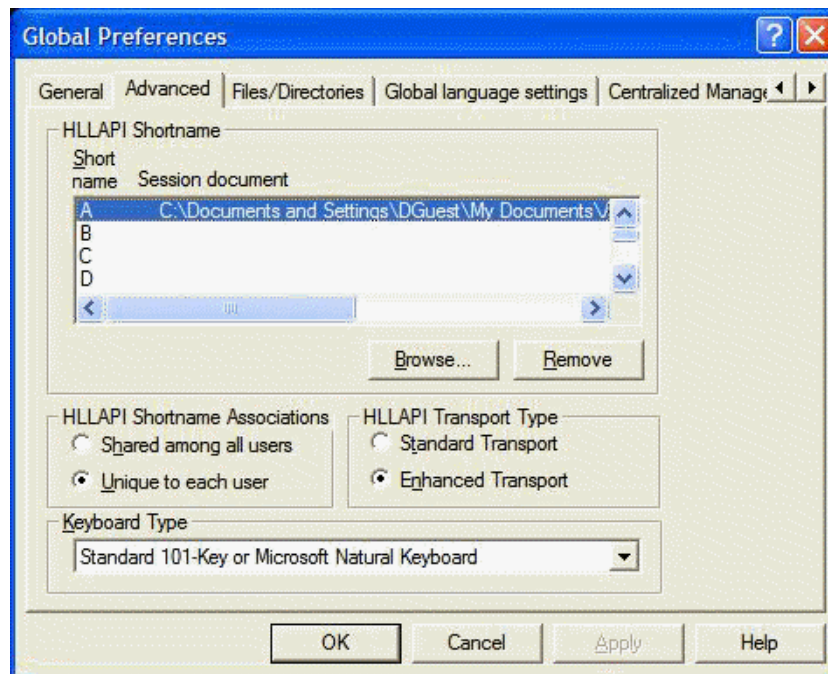 Global Preferences
General Advanced Files/Directories Global language settings Centralized Manage
HLLAPI Shortname
Short
name Session document
A C:\Documents and Settings\DGuest\My Documents\
B
C
D
Browse... Remove
HLLAPI Shortname Associations HLLAPI Transport Type
Shared among all users Standard Transport
Unique to each user Enhanced Transport
Keyboard Type
Standard 101-Key or Microsoft Natural Keyboard
OK Cancel Apply Help